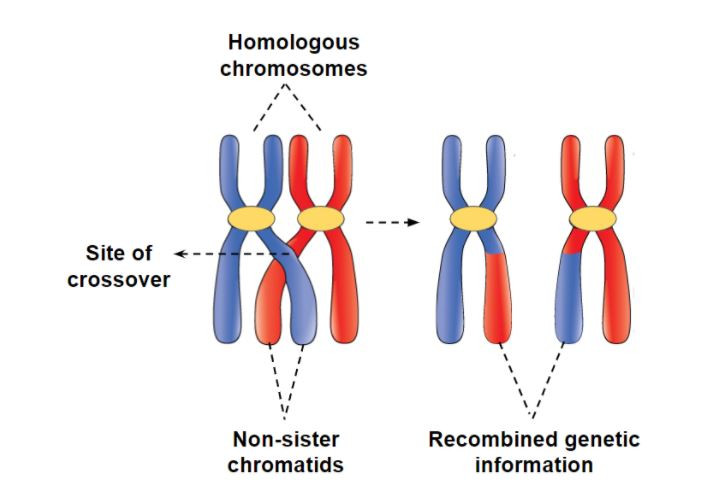 Homologous
chromosomes
Site of
crossover
Non-sister
chromatids
Recombined genetic
information